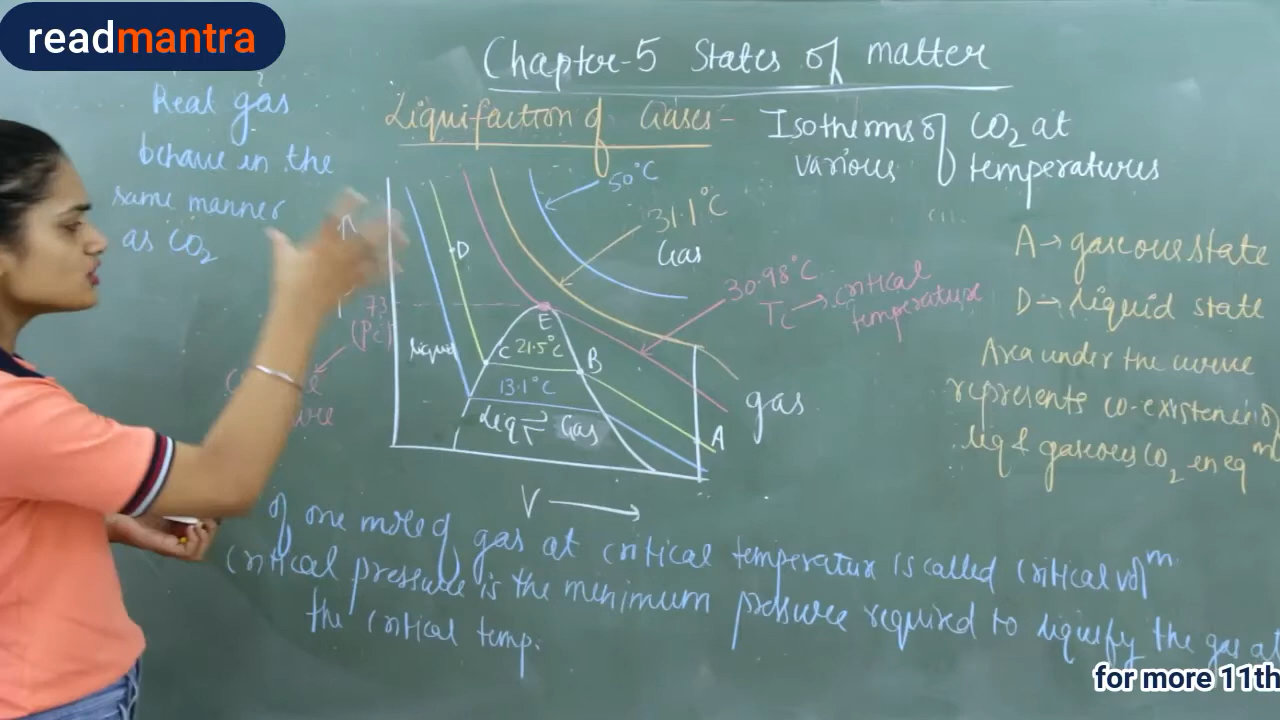 readmantra
Chapter-5 States of matter
Real gas
behave in the
same manner
as CO2
Liquifaction of Gases-
Isotherms of CO2 at
various temperatures
50°C
31.1°C
Gas
30.98°C
Tc → critical
temperature
A → gaseous state
D → liquid state
Area under the curve
represents co-existence of
liq & gaseous CO2 in eq m
D
73
(Pc)
E
liquid
C 21.5°C
B
13.1°C
Liq ⇌ Gas
gas
A
V →
of one mole of gas at critical temperature is called critical vol m.
Critical pressure is the minimum pressure required to liquify the gas at
the critical temp.
for more 11th